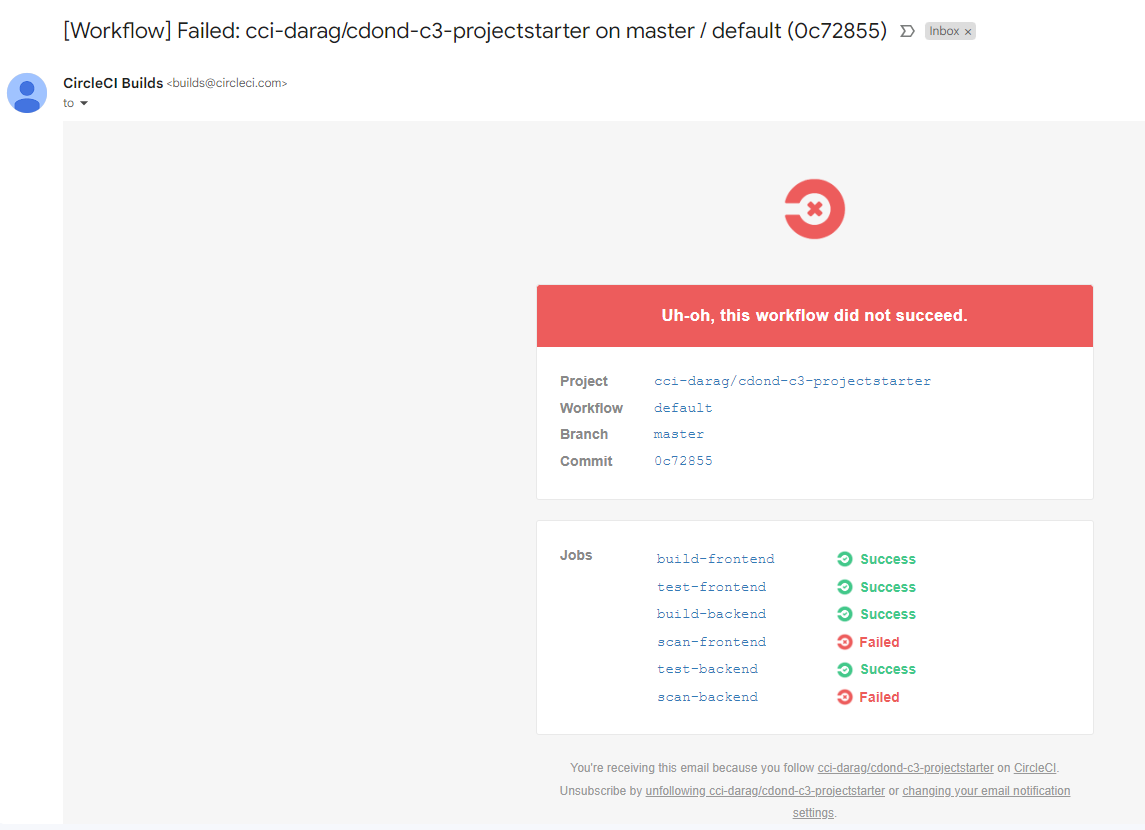 [Workflow] Failed: cci-darag/cdond-c3-projectstarter on master / default (0c72855) Inbox ×
CircleCI Builds <builds@circleci.com>
to
Uh-oh, this workflow did not succeed.
Project cci-darag/cdond-c3-projectstarter
Workflow default
Branch master
Commit 0c72855
Jobs build-frontend Success
test-frontend Success
build-backend Success
scan-frontend Failed
test-backend Success
scan-backend Failed
You're receiving this email because you follow cci-darag/cdond-c3-projectstarter on CircleCI.
Unsubscribe by unfollowing cci-darag/cdond-c3-projectstarter or changing your email notification
settings.